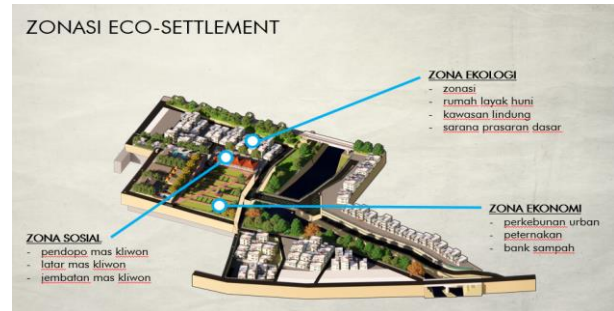 ZONASI ECO-SETTLEMENT
ZONA EKOLOGI
- zonasi
- rumah layak huni
- kawasan lindung
- sarana prasaran dasar
ZONA EKONOMI
- perkebunan urban
- peternakan
- bank sampah
ZONA SOSIAL
- pendopo mas kliwon
- latar mas kliwon
- jembatan mas kliwon